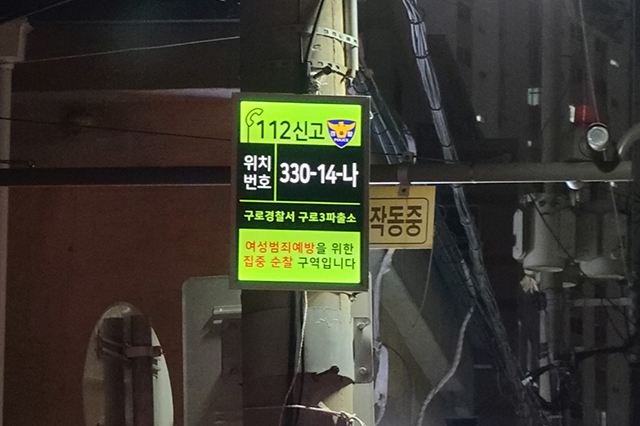 112신고
POLICE
위치
번호
330-14-나
구로경찰서 구로3파출소
여성범죄예방을 위한
집중 순찰 구역입니다
작동중